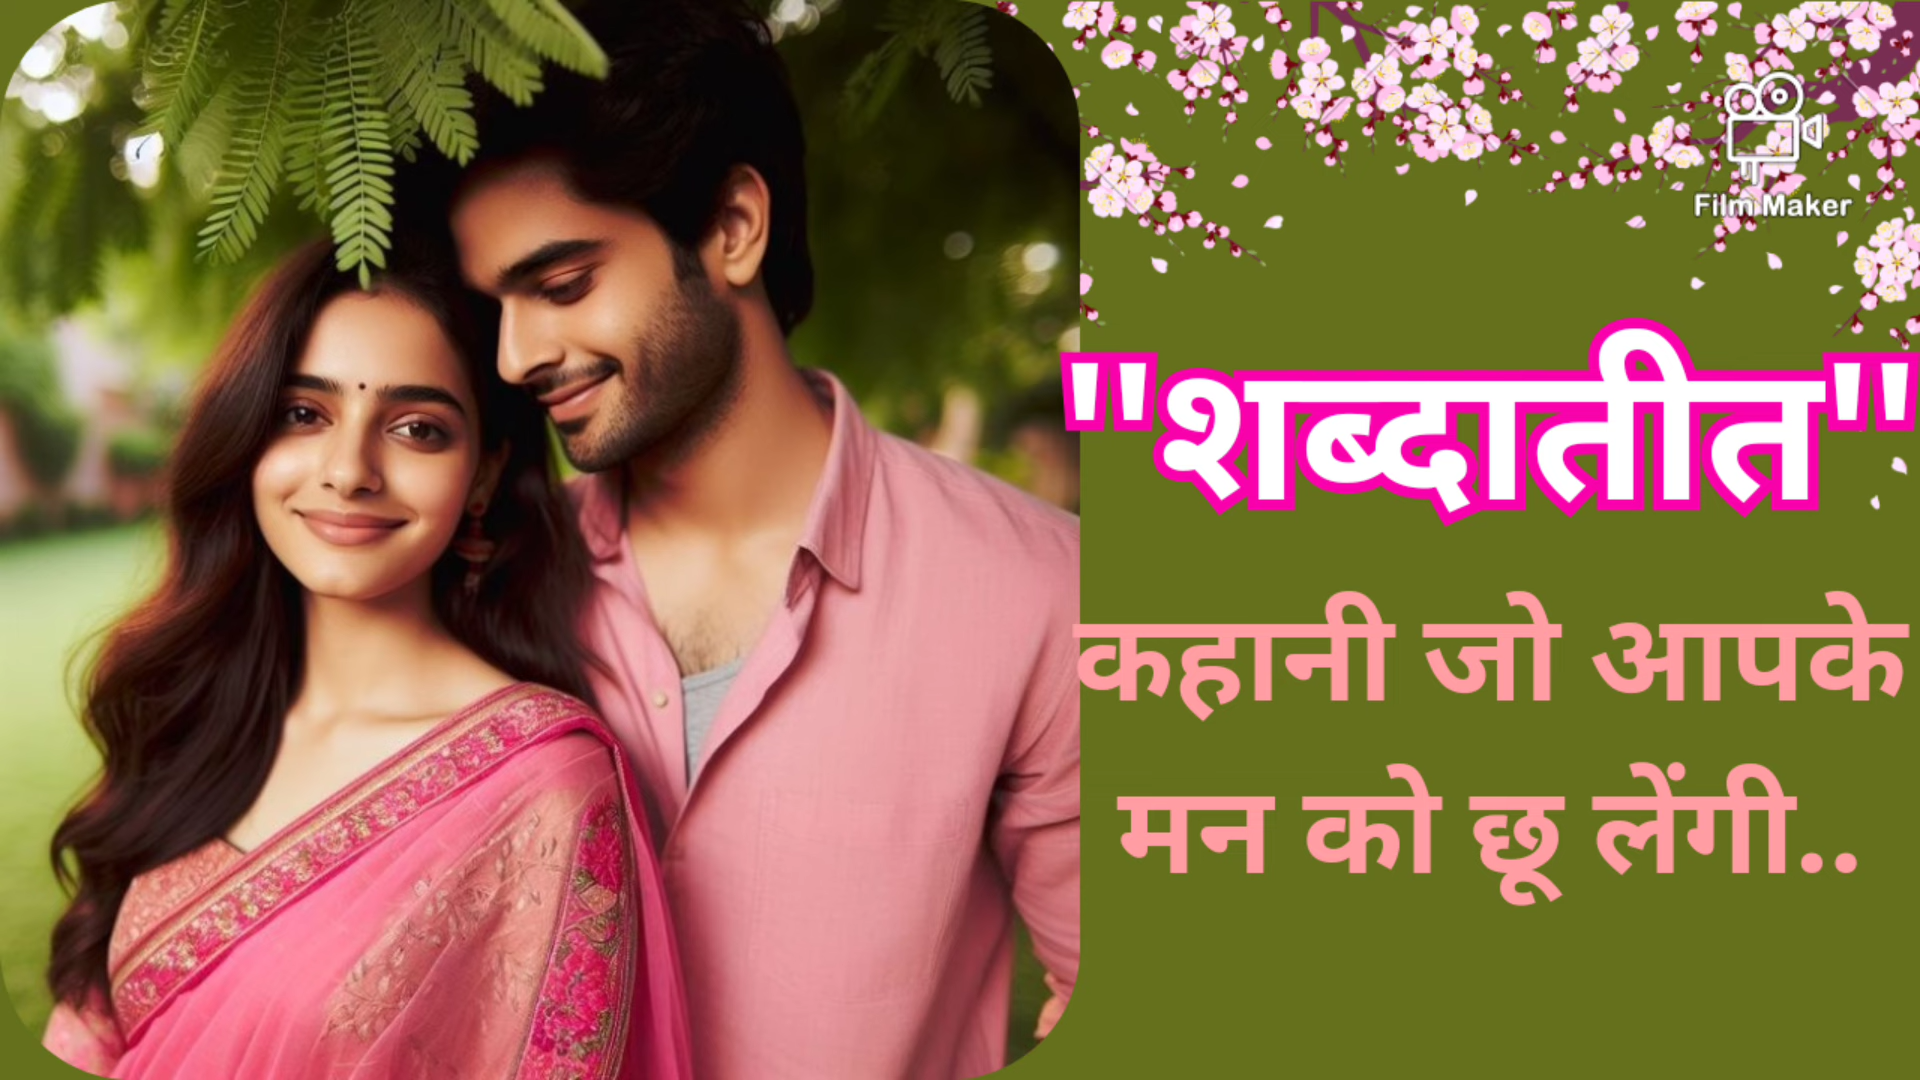 Film Maker
"शब्दातीत"
कहानी जो आपके
मन को छू लेंगी..